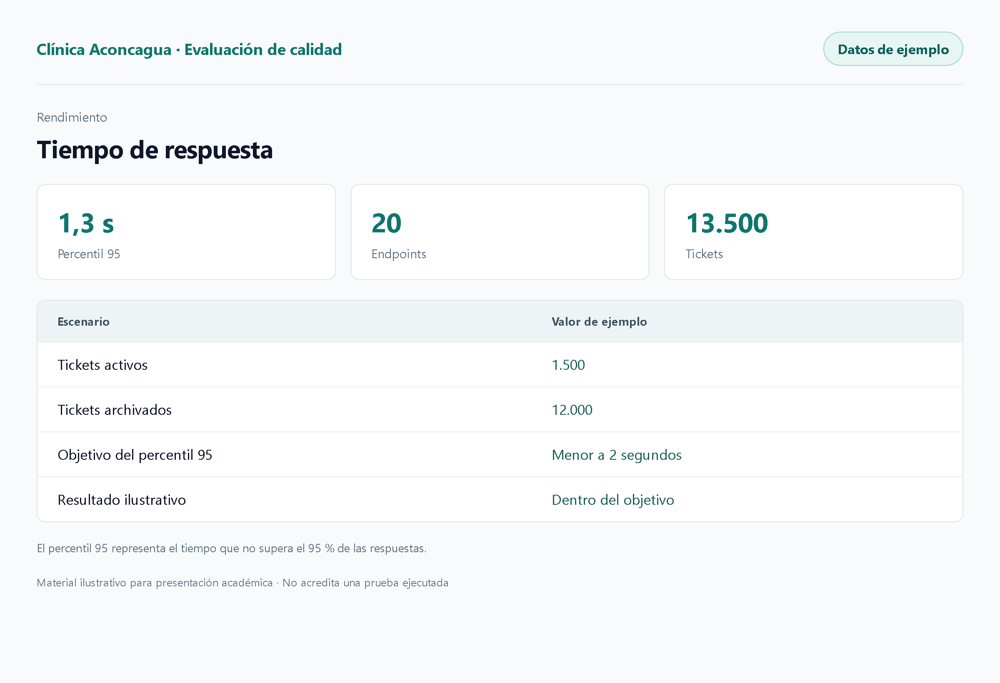 Clínica Aconcagua · Evaluación de calidad
Datos de ejemplo
Rendimiento
Tiempo de respuesta
1,3 s
Percentil 95
20
Endpoints
13.500
Tickets
Escenario
Valor de ejemplo
Tickets activos
1.500
Tickets archivados
12.000
Objetivo del percentil 95
Menor a 2 segundos
Resultado ilustrativo
Dentro del objetivo
El percentil 95 representa el tiempo que no supera el 95 % de las respuestas.
Material ilustrativo para presentación académica · No acredita una prueba ejecutada